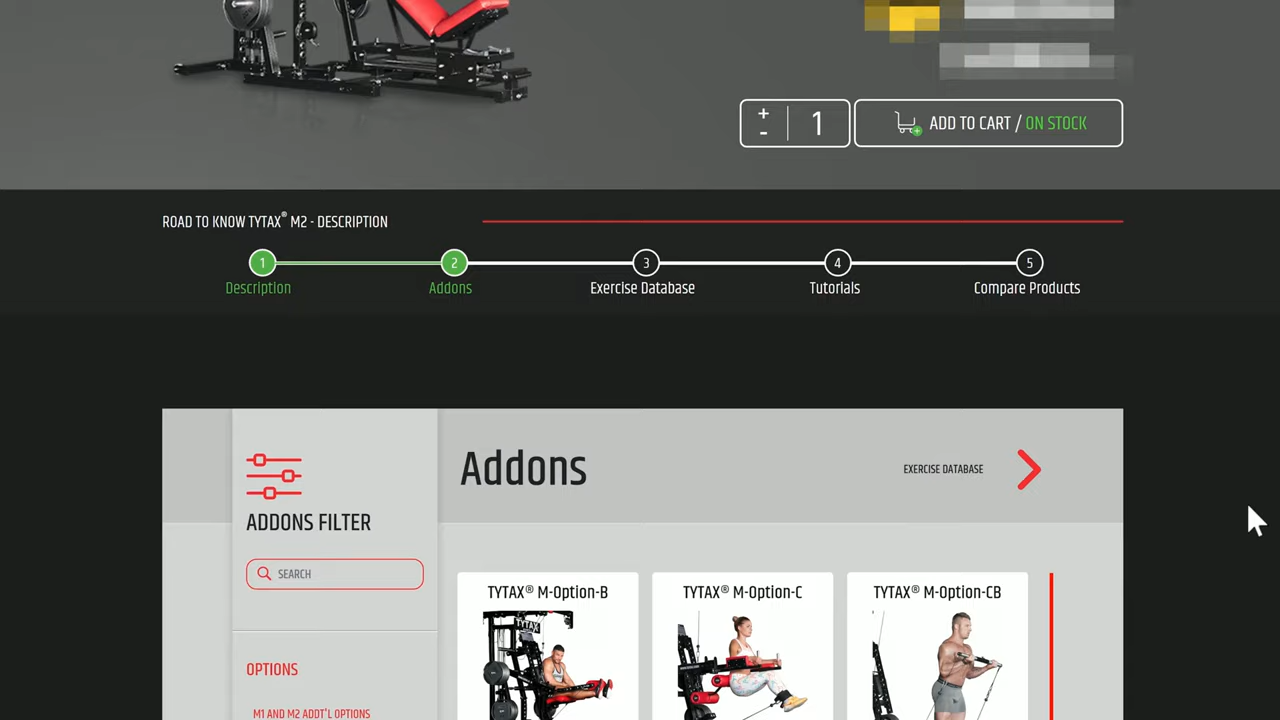 +
-
1
ADD TO CART / ON STOCK
ROAD TO KNOW TYTAX® M2 - DESCRIPTION
1
2
3
4
5
Description
Addons
Exercise Database
Tutorials
Compare Products
Addons
EXERCISE DATABASE
ADDONS FILTER
SEARCH
OPTIONS
M1 AND M2 ADDT'L OPTIONS
TYTAX® M-Option-B
TYTAX® M-Option-C
TYTAX® M-Option-CB
TYTAX